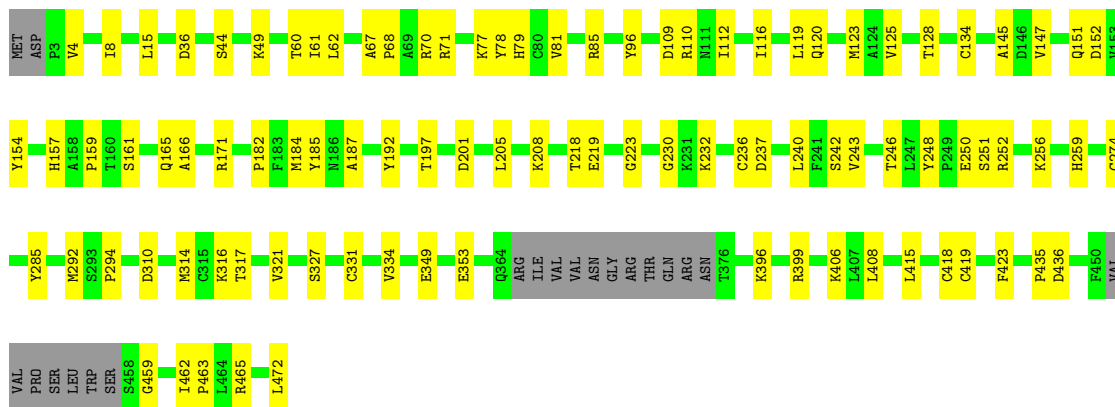 MET ASP P3 V4 I8 L15 D36 S44 K49 T60 I61 L62 A67 P68 A69 R70 R71 K77 Y78 H79 C80 V81 R85 Y96 D109 R110 N111 I112 I116 L119 Q120 M123 A124 V125 T128 C134 A145 D146 V147 Q151 D152 V153
Y154 H157 A158 P159 T160 S161 Q165 A166 R171 P182 F183 M184 Y185 N186 A187 Y192 T197 D201 L205 K208 T218 E219 G223 G230 K231 K232 C236 D237 L240 F241 S242 V243 T246 L247 Y248 P249 E250 S251 R252 K256 H259
Y285 M292 S293 P294 D310 M314 C315 K316 T317 V321 S327 C331 V334 E349 E353 Q364 ARG ILE VAL VAL ASN GLY ARG THR GLN ARG ASN T376 K396 R399 K406 L407 L408 L415 C418 C419 F423 P435 D436 F450 VAL
VAL PRO SER LEU TRP SER S458 G459 I462 P463 L464 R465 L472